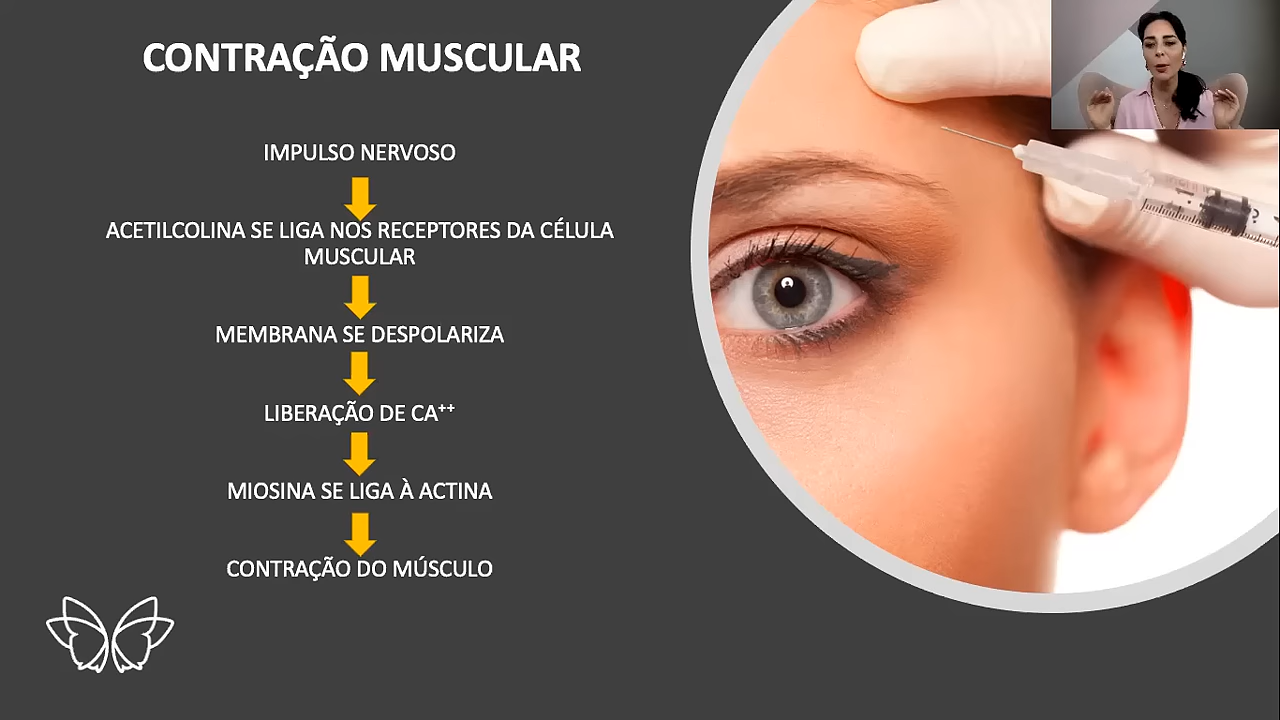 CONTRAÇÃO MUSCULAR
IMPULSO NERVOSO
ACETILCOLINA SE LIGA NOS RECEPTORES DA CÉLULA
MUSCULAR
MEMBRANA SE DESPOLARIZA
LIBERAÇÃO DE CA⁺⁺
MIOSINA SE LIGA À ACTINA
CONTRAÇÃO DO MÚSCULO